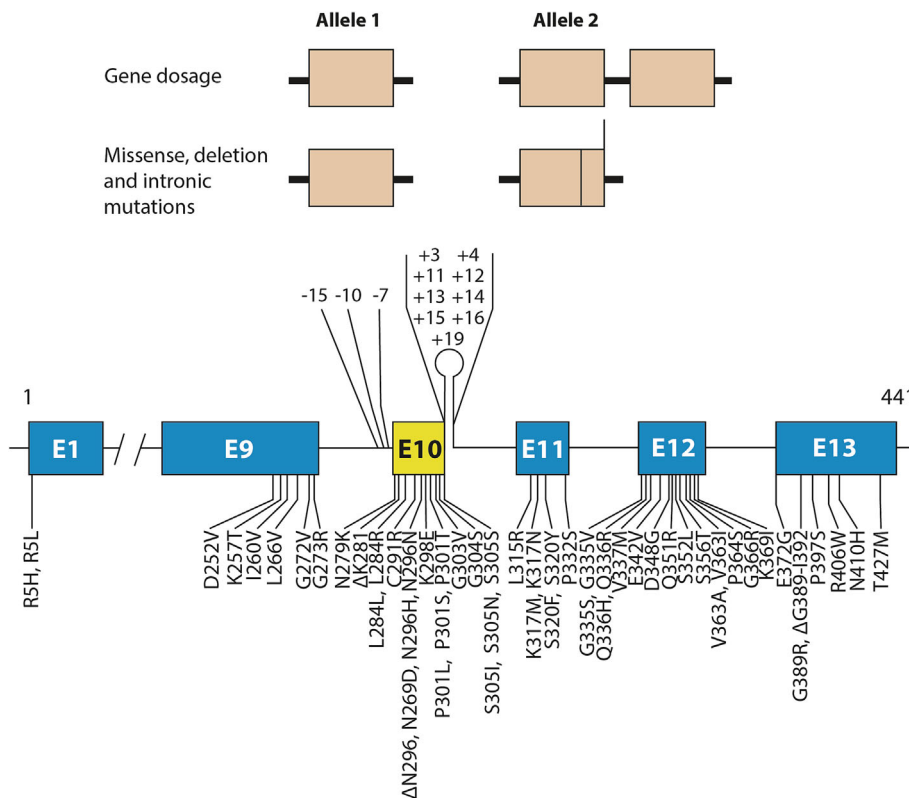 Allele 1 Allele 2
Gene dosage
Missense, deletion
and intronic
mutations
+3 +4
+11 +12
-15 -10 -7 +13 +14
+15 +16
+19
1 441
E1 E9 E10 E11 E12 E13
R5H, R5L
D252V
K257T
I260V
L266V
G272V
G273R
N279K
ΔK281
L284L, L284R
C291R
ΔN296, N269D, N296H, N296N
K298E
P301L, P301S, P301T
G303V
G304S
S305I, S305N, S305S
L315R
K317M, K317N
S320F, S320Y
P332S
G335S, G335V
Q336H, Q336R
V337M
E342V
D348G
Q351R
S352L
S356T
V363A, V363I
P364S
G366R
K369I
E372G
G389R, ΔG389-I392
P397S
R406W
N410H
T427M